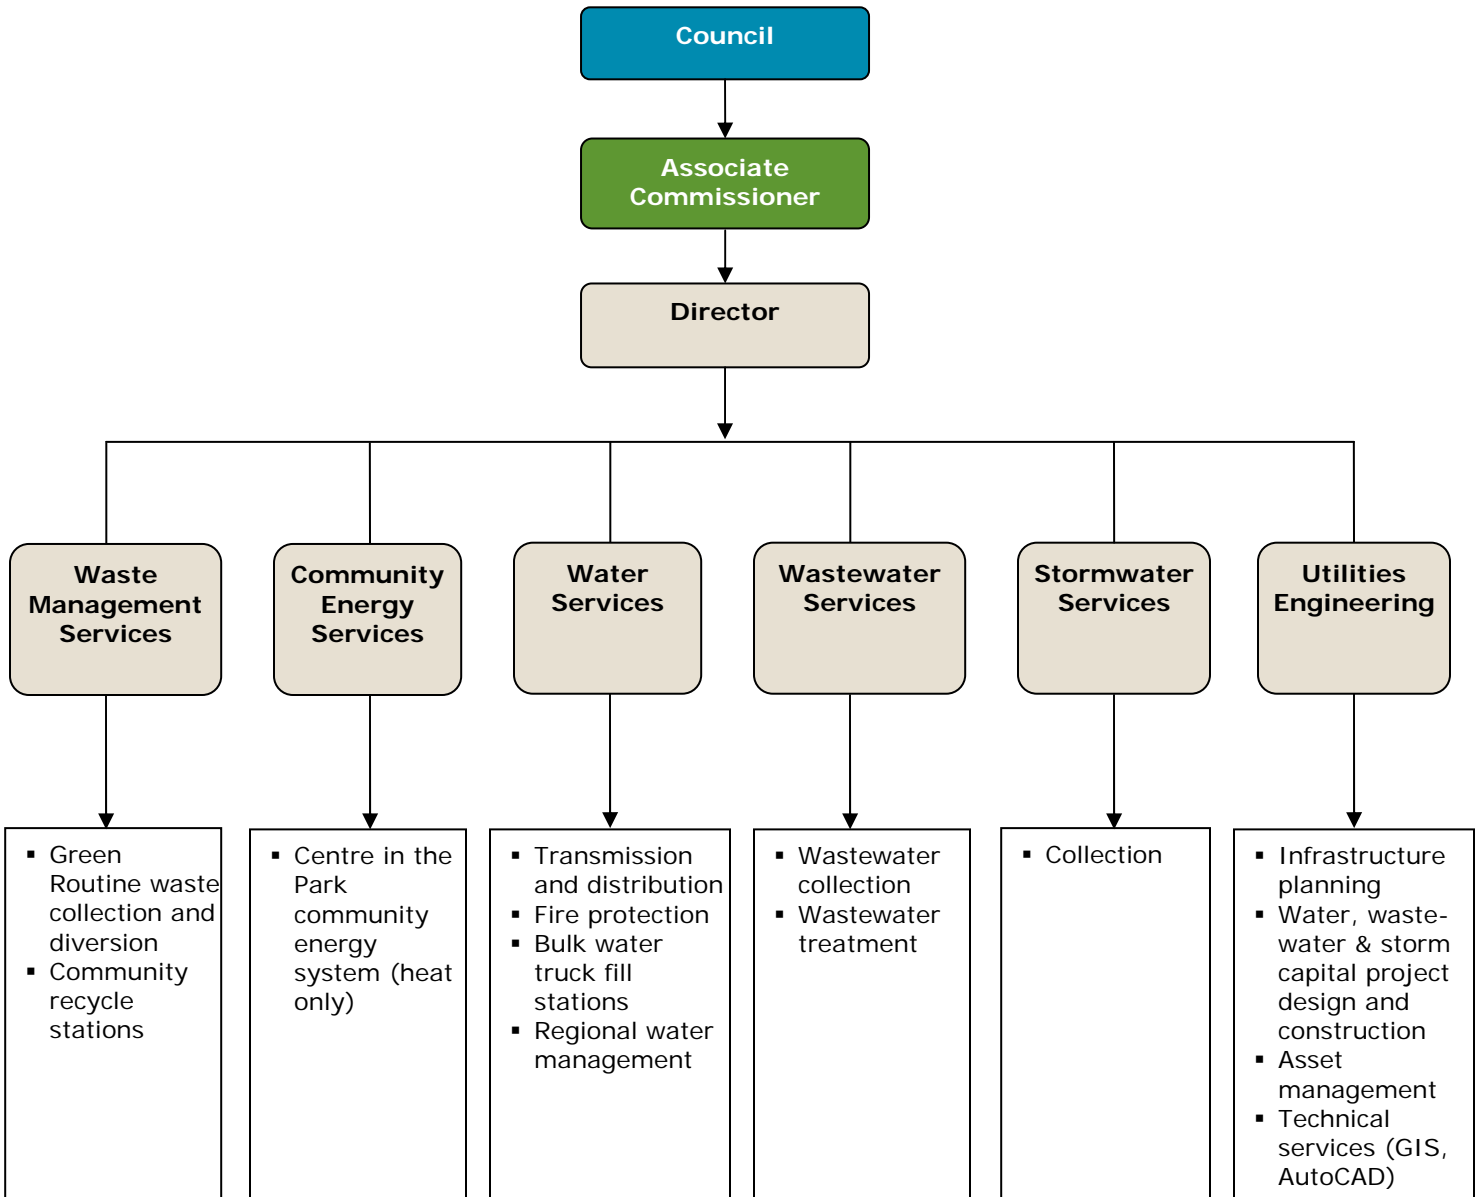 Council
Associate
Commissioner
Director
Waste
Management
Services
Community
Energy
Services
Water
Services
Wastewater
Services
Stormwater
Services
Utilities
Engineering
▪ Green
Routine waste
collection and
diversion
▪ Community
recycle
stations
▪ Centre in the
Park
community
energy
system (heat
only)
▪ Transmission
and distribution
▪ Fire protection
▪ Bulk water
truck fill
stations
▪ Regional water
management
▪ Wastewater
collection
▪ Wastewater
treatment
▪ Collection
▪ Infrastructure
planning
▪ Water, waste-
water & storm
capital project
design and
construction
▪ Asset
management
▪ Technical
services (GIS,
AutoCAD)